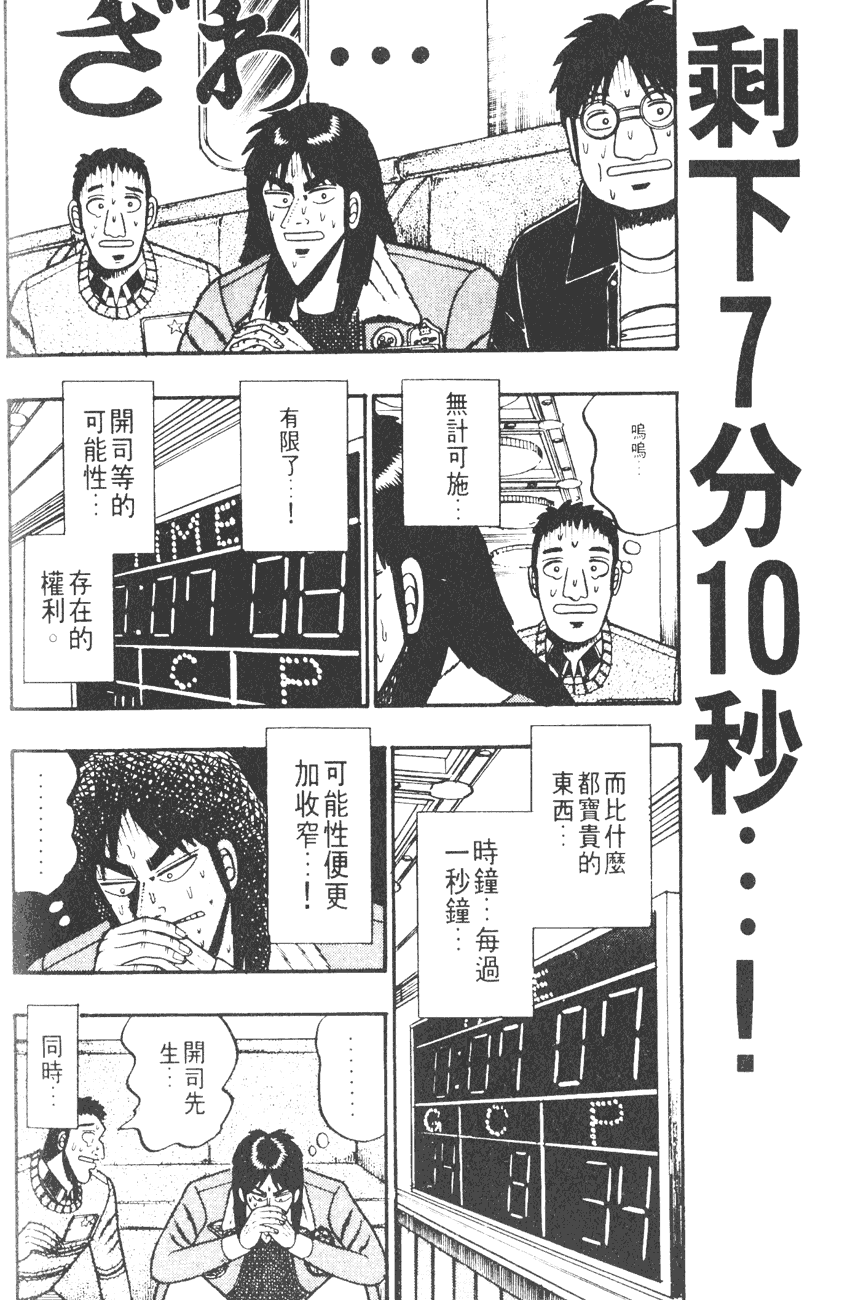 剩下7分10秒…!
ざわ…
嗚嗚…
無計可施…
有限了…!
開司等的
可能性…
存在的
權利。
TIME
C P
而比什麼
都寶貴的
東西…
時鐘…每過
一秒鐘…
0:07 07
G C P
8 34
可能性便更
加收窄…!
………
………
開司先
生…
同時…